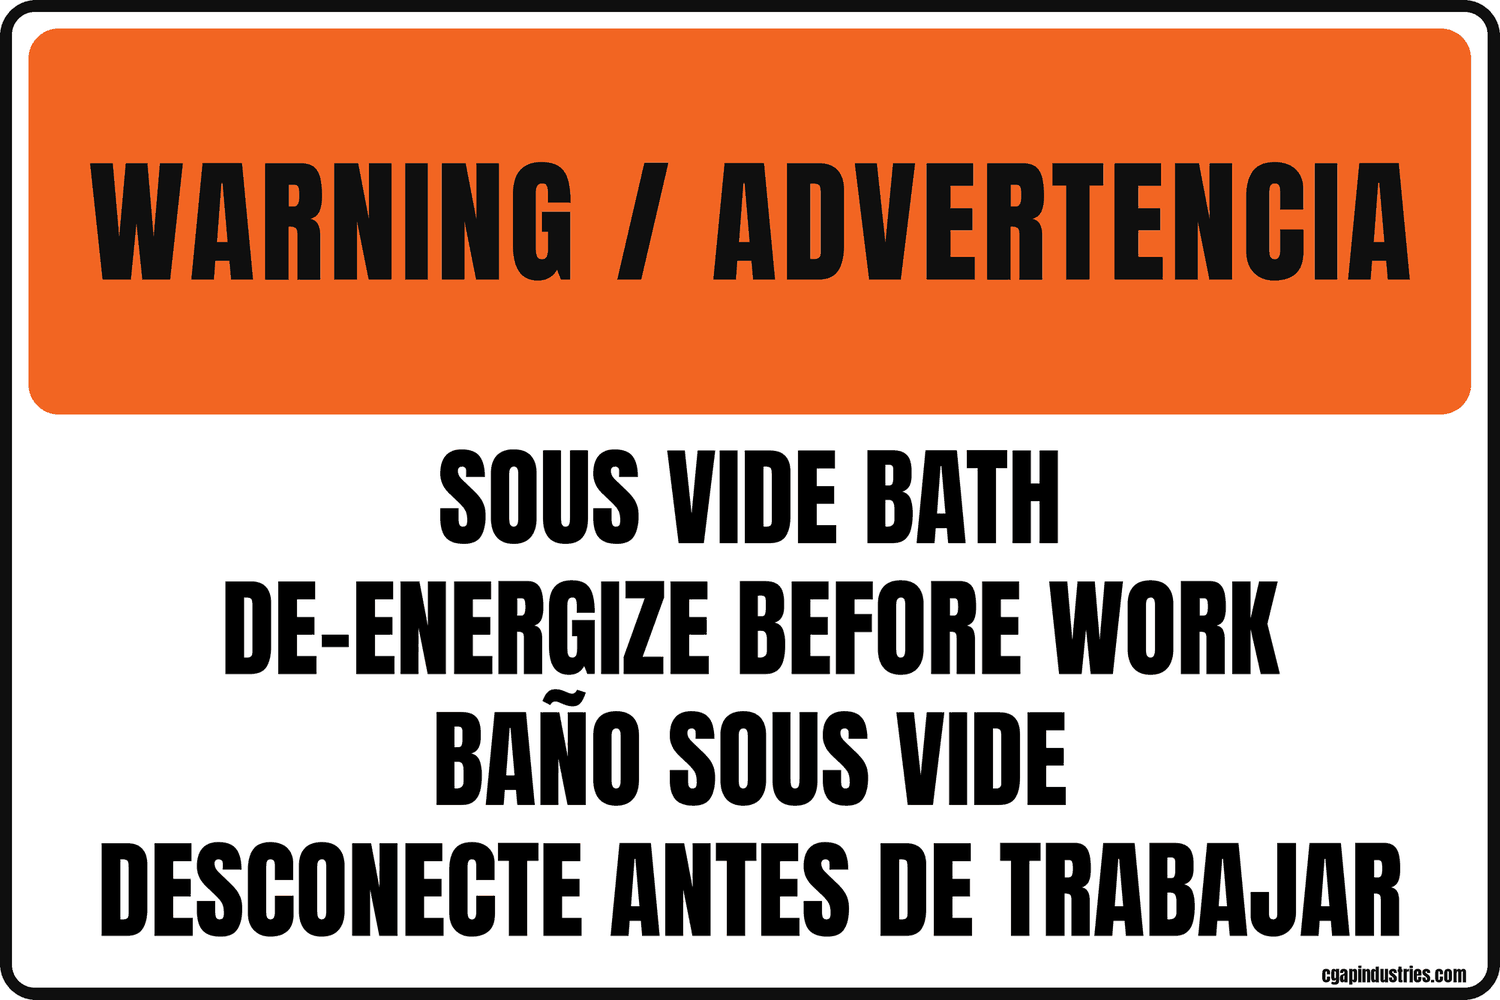 WARNING / ADVERTENCIA
SOUS VIDE BATH
DE-ENERGIZE BEFORE WORK
BAÑO SOUS VIDE
DESCONECTE ANTES DE TRABAJAR
cgapindustries.com